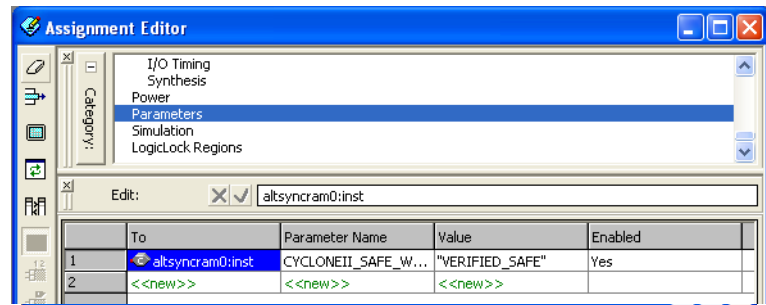 Assignment Editor
I/O Timing
Synthesis
Power
Parameters
Simulation
LogicLock Regions
Category:
Edit: altsyncram0:inst
To Parameter Name Value Enabled
1 altsyncram0:inst CYCLONEII_SAFE_W... "VERIFIED_SAFE" Yes
2 <<new>> <<new>> <<new>>